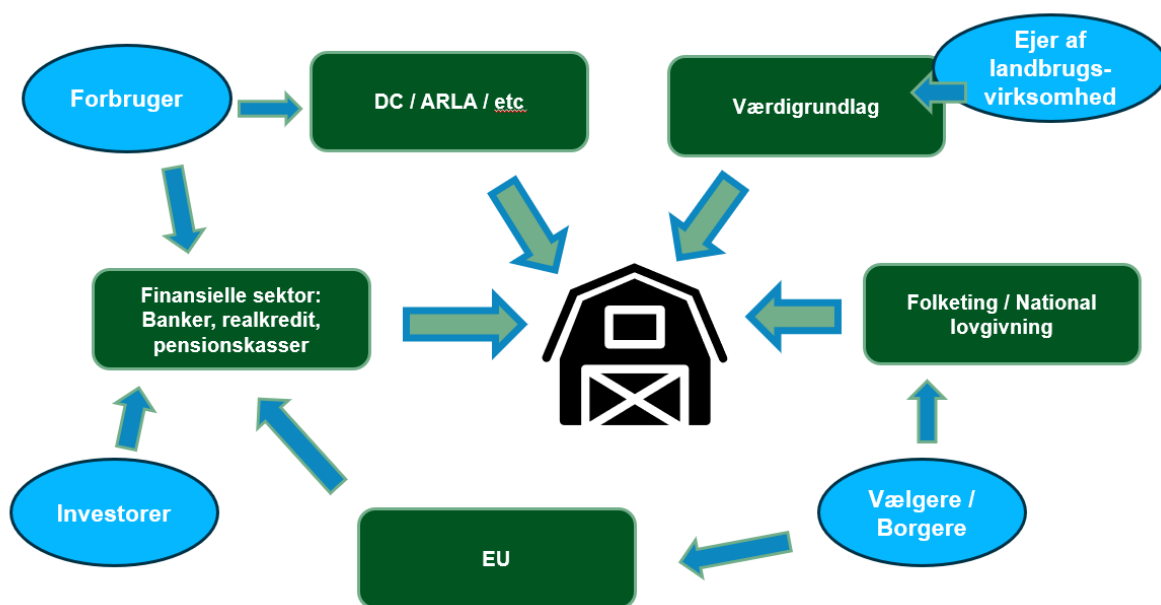 Forbruger
DC / ARLA / etc
Værdigrundlag
Ejer af
landbrugs-
virksomhed
Finansielle sektor:
Banker, realkredit,
pensionskasser
Folketing / National
lovgivning
Investorer
EU
Vælgere /
Borgere